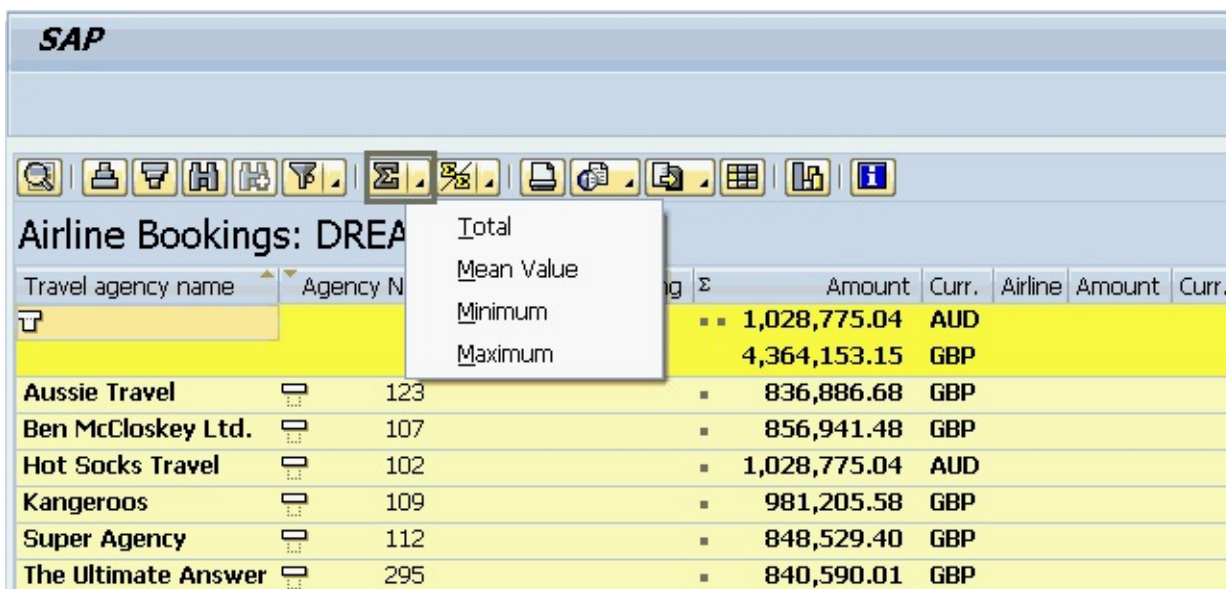 SAP
Airline Bookings: DREA
Total
Mean Value
Minimum
Maximum
Travel agency name Agency N g Σ Amount Curr. Airline Amount Curr.
1,028,775.04 AUD
4,364,153.15 GBP
Aussie Travel 123 836,886.68 GBP
Ben McCloskey Ltd. 107 856,941.48 GBP
Hot Socks Travel 102 1,028,775.04 AUD
Kangeroos 109 981,205.58 GBP
Super Agency 112 848,529.40 GBP
The Ultimate Answer 295 840,590.01 GBP